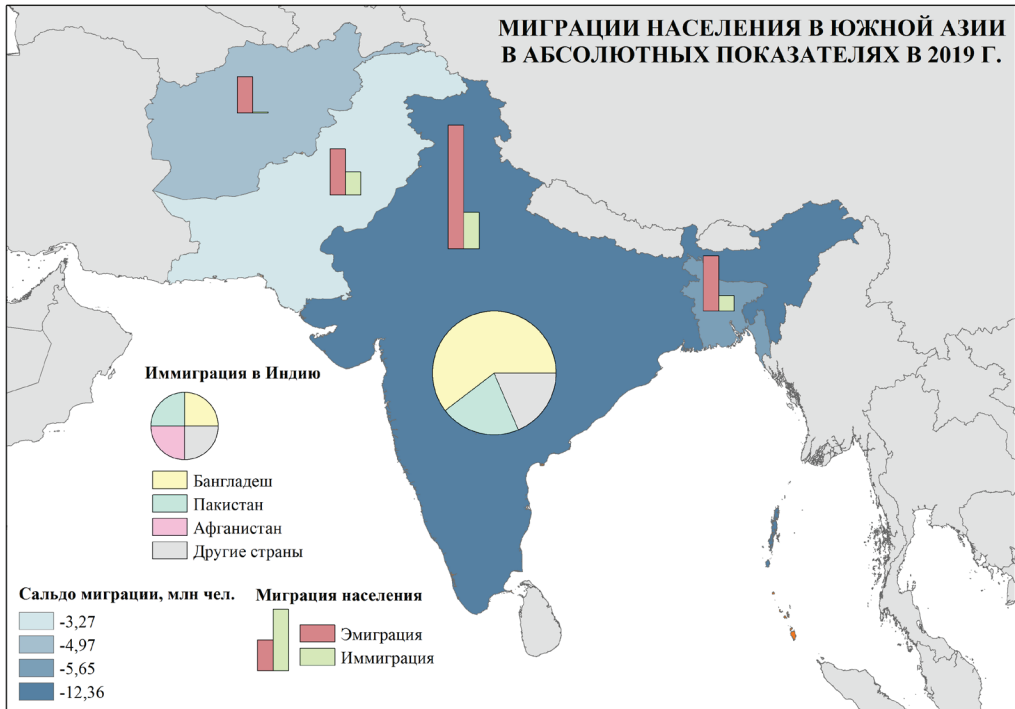 МИГРАЦИИ НАСЕЛЕНИЯ В ЮЖНОЙ АЗИИ
В АБСОЛЮТНЫХ ПОКАЗАТЕЛЯХ В 2019 Г.
Иммиграция в Индию
Бангладеш
Пакистан
Афганистан
Другие страны
Сальдо миграции, млн чел.
-3,27
-4,97
-5,65
-12,36
Миграция населения
Эмиграция
Иммиграция